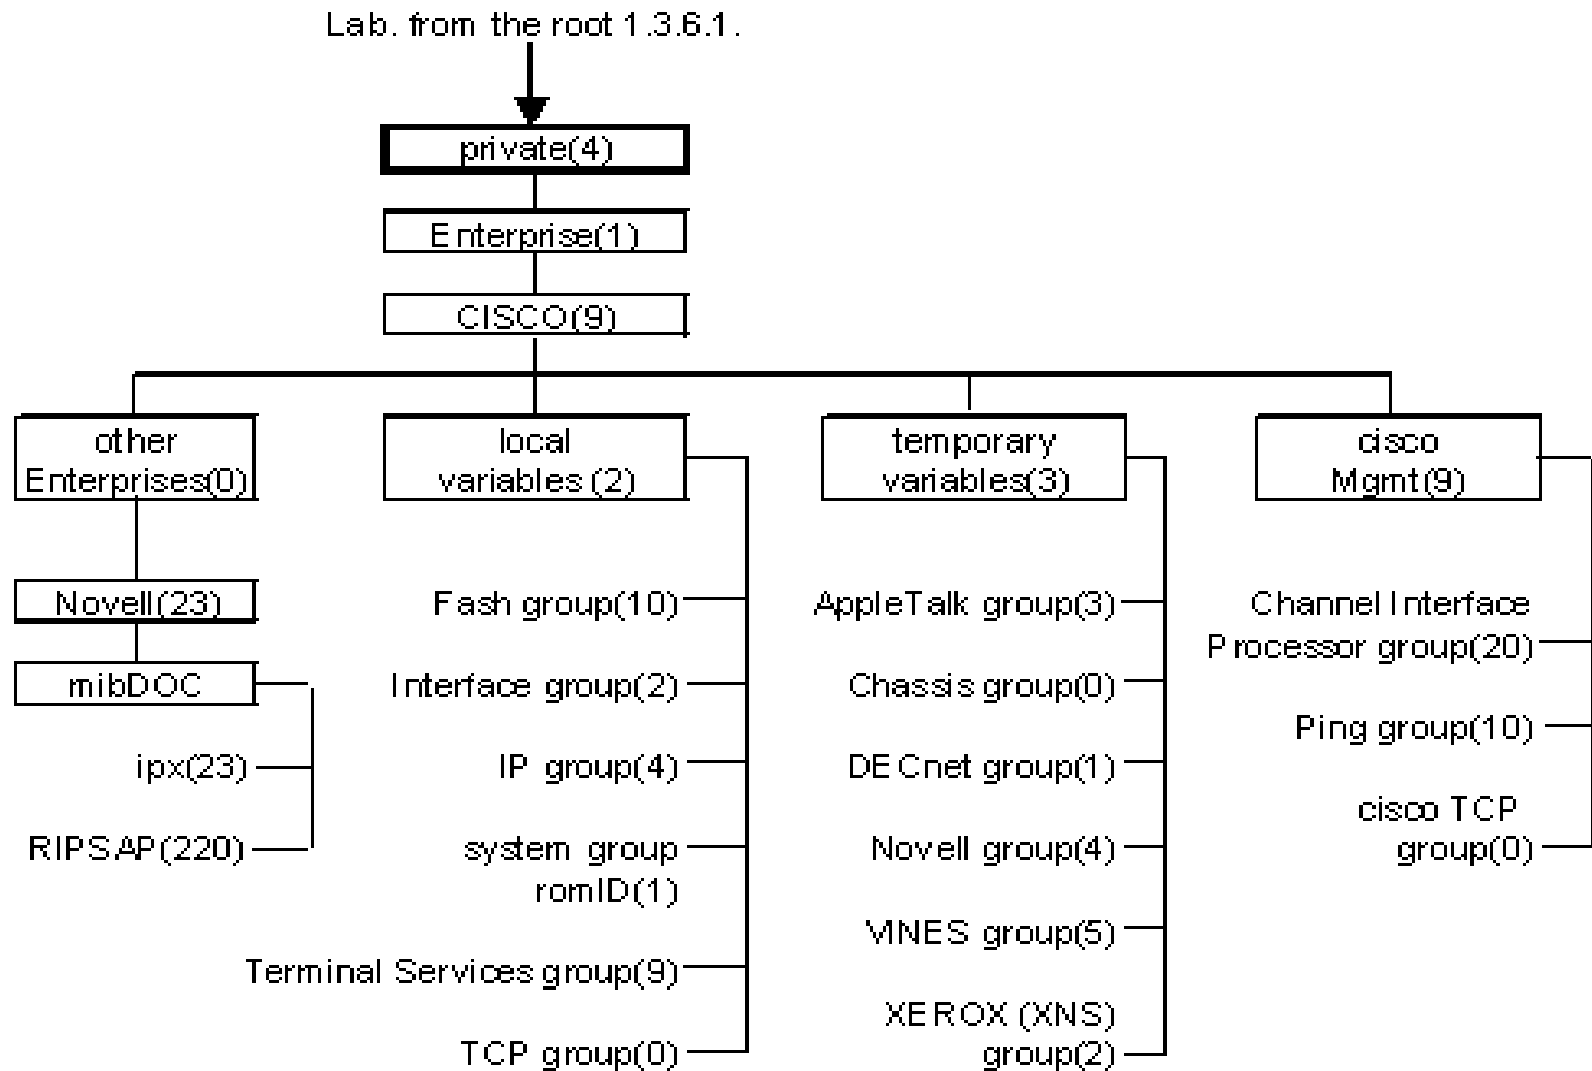 Lab. from the root 1.3.6.1.
private(4)
Enterprise(1)
CISCO(9)
other
Enterprises(0)
Novell(23)
mibDOC
ipx(23)
RIPSAP(220)
local
variables (2)
Fash group(10)
Interface group(2)
IP group(4)
system group
romID(1)
Terminal Services group(9)
TCP group(0)
temporary
variables(3)
AppleTalk group(3)
Chassis group(0)
DECnet group(1)
Novell group(4)
VINES group(5)
XEROX (XNS)
group(2)
cisco
Mgmt(9)
Channel Interface
Processor group(20)
Ping group(10)
cisco TCP
group(0)